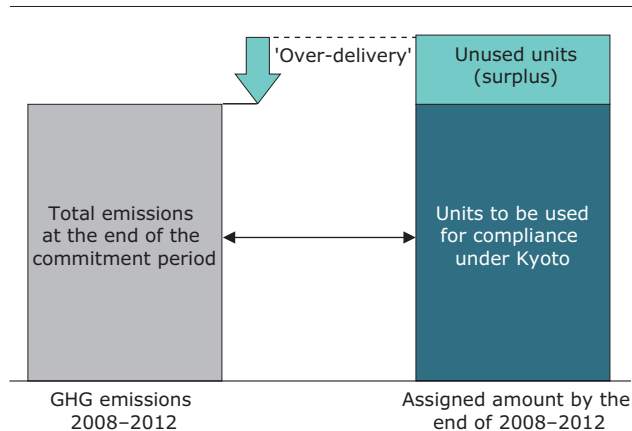 'Over-delivery'
Unused units
(surplus)
Total emissions
at the end of the
commitment period
Units to be used
for compliance
under Kyoto
GHG emissions
2008–2012
Assigned amount by the
end of 2008–2012